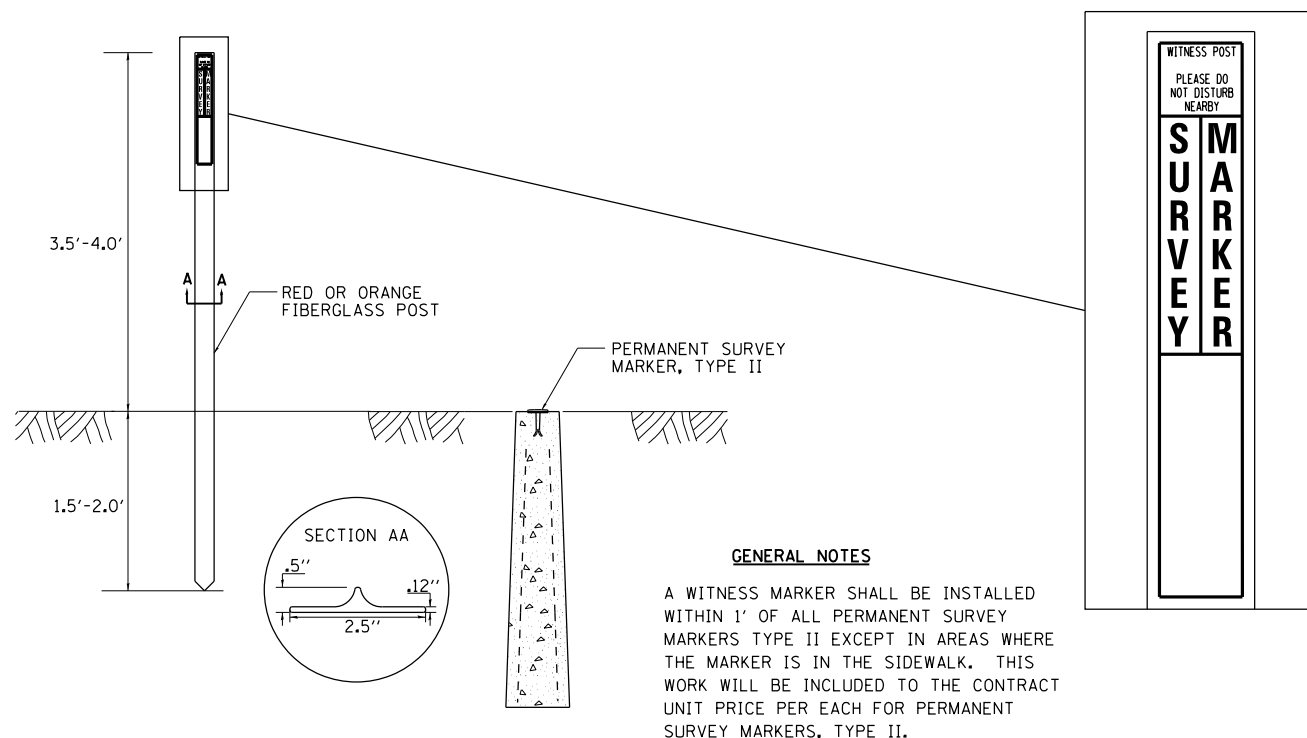 WITNESS POST
PLEASE DO
NOT DISTURB
NEARBY
SURVEY
MARKER
3.5'-4.0'
A A
RED OR ORANGE
FIBERGLASS POST
PERMANENT SURVEY
MARKER, TYPE II
1.5'-2.0'
SECTION AA
.5''
.12''
2.5''
GENERAL NOTES
A WITNESS MARKER SHALL BE INSTALLED
WITHIN 1' OF ALL PERMANENT SURVEY
MARKERS TYPE II EXCEPT IN AREAS WHERE
THE MARKER IS IN THE SIDEWALK. THIS
WORK WILL BE INCLUDED TO THE CONTRACT
UNIT PRICE PER EACH FOR PERMANENT
SURVEY MARKERS, TYPE II.
SURVEY
MARKER